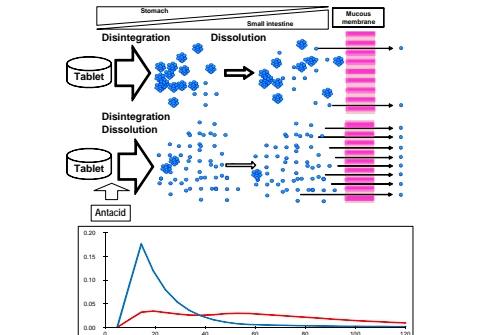 Stomach
Small intestine
Mucous
membrane
Disintegration
Dissolution
Tablet
Disintegration
Dissolution
Tablet
Antacid
0.20
0.15
0.10
0.05
0.00
0 20 40 60 80 100 120